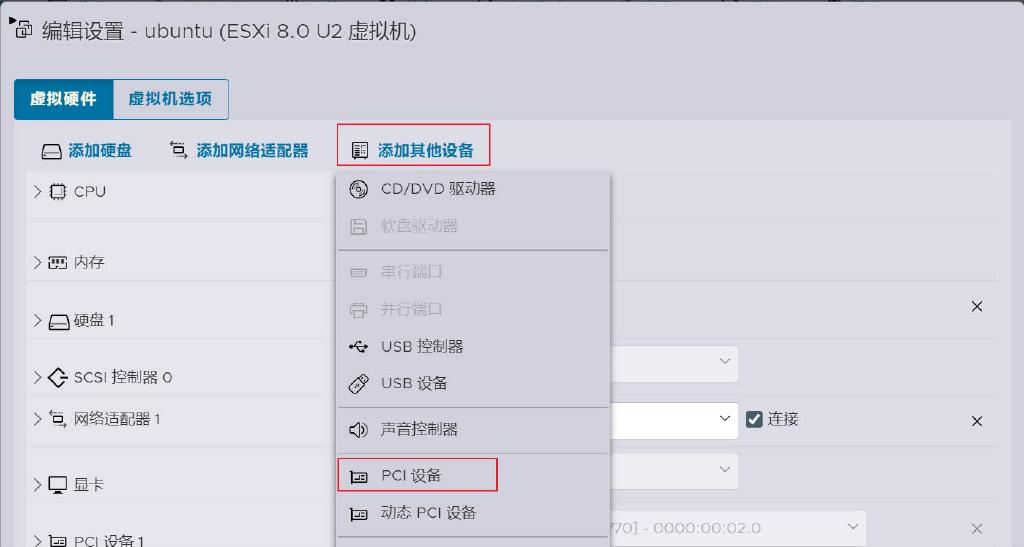 编辑设置 - ubuntu (ESXi 8.0 U2 虚拟机)
虚拟硬件 虚拟机选项
添加硬盘 添加网络适配器 添加其他设备
CPU
内存
硬盘 1
SCSI 控制器 0
网络适配器 1
显卡
PCI 设备 1
CD/DVD 驱动器
软盘驱动器
串行端口
并行端口
USB 控制器
USB 设备
声音控制器
PCI 设备
动态 PCI 设备
连接
770] - 0000:00:02.0